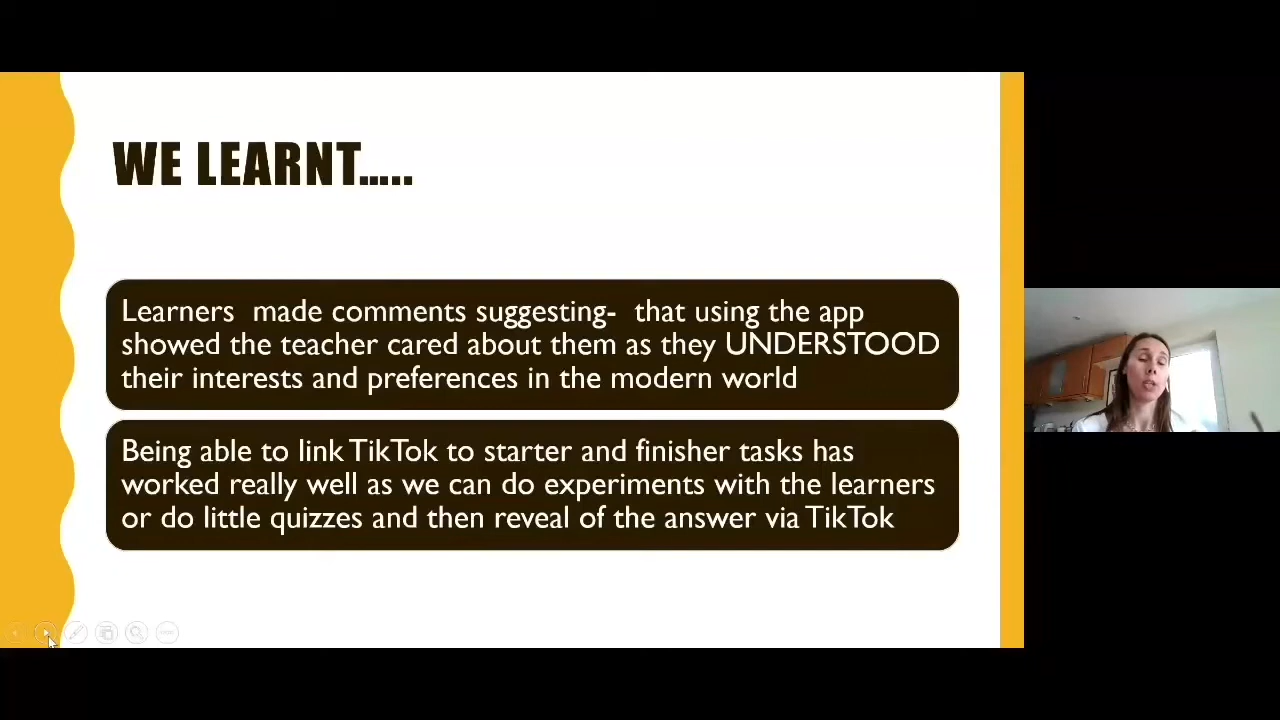 WE LEARNT…..
Learners  made comments suggesting-  that using the app
showed the teacher cared about them as they UNDERSTOOD
their interests and preferences in the modern world
Being able to link TikTok to starter and finisher tasks has
worked really well as we can do experiments with the learners
or do little quizzes and then reveal of the answer via TikTok